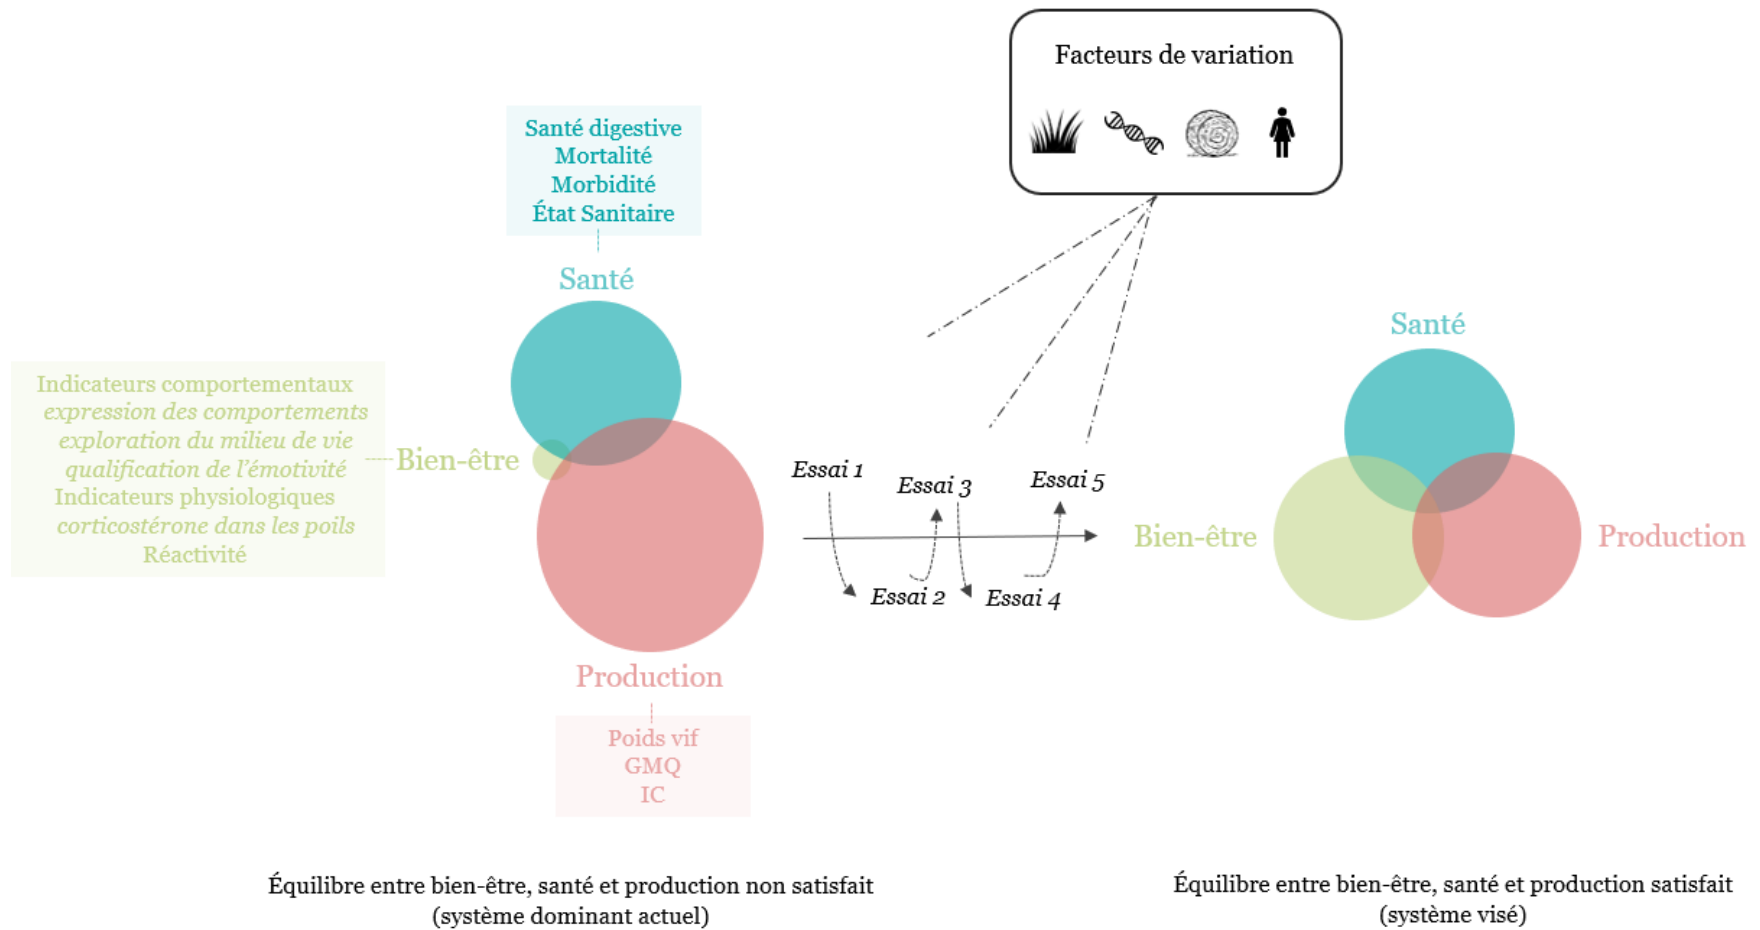 Facteurs de variation
Santé digestive
Mortalité
Morbidité
État Sanitaire
Santé
Indicateurs comportementaux
expression des comportements
exploration du milieu de vie
qualification de l'émotivité
Indicateurs physiologiques
corticostérone dans les poils
Réactivité
Bien-être
Production
Poids vif
GMQ
IC
Essai 1
Essai 2
Essai 3
Essai 4
Essai 5
Santé
Bien-être
Production
Équilibre entre bien-être, santé et production non satisfait
(système dominant actuel)
Équilibre entre bien-être, santé et production satisfait
(système visé)